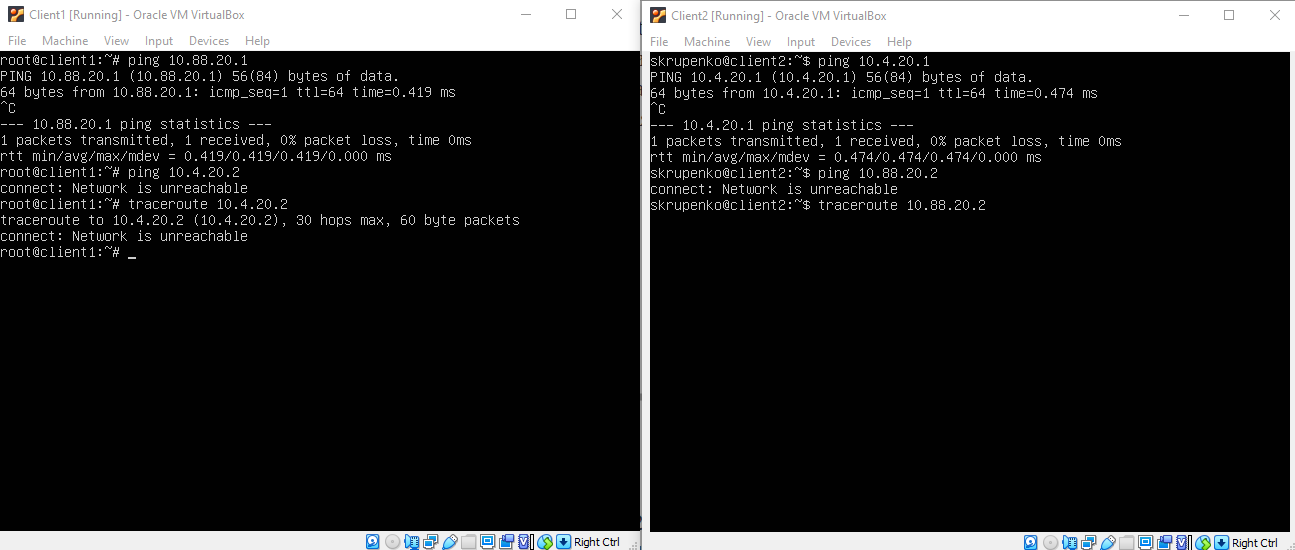 Client1 [Running] - Oracle VM VirtualBox
File Machine View Input Devices Help
root@client1:~# ping 10.88.20.1
PING 10.88.20.1 (10.88.20.1) 56(84) bytes of data.
64 bytes from 10.88.20.1: icmp_seq=1 ttl=64 time=0.419 ms
^C
--- 10.88.20.1 ping statistics ---
1 packets transmitted, 1 received, 0% packet loss, time 0ms
rtt min/avg/max/mdev = 0.419/0.419/0.419/0.000 ms
root@client1:~# ping 10.4.20.2
connect: Network is unreachable
root@client1:~# traceroute 10.4.20.2
traceroute to 10.4.20.2 (10.4.20.2), 30 hops max, 60 byte packets
connect: Network is unreachable
root@client1:~# _
Right Ctrl
Client2 [Running] - Oracle VM VirtualBox
File Machine View Input Devices Help
skrupenko@client2:~$ ping 10.4.20.1
PING 10.4.20.1 (10.4.20.1) 56(84) bytes of data.
64 bytes from 10.4.20.1: icmp_seq=1 ttl=64 time=0.474 ms
^C
--- 10.4.20.1 ping statistics ---
1 packets transmitted, 1 received, 0% packet loss, time 0ms
rtt min/avg/max/mdev = 0.474/0.474/0.474/0.000 ms
skrupenko@client2:~$ ping 10.88.20.2
connect: Network is unreachable
skrupenko@client2:~$ traceroute 10.88.20.2
Right Ctrl